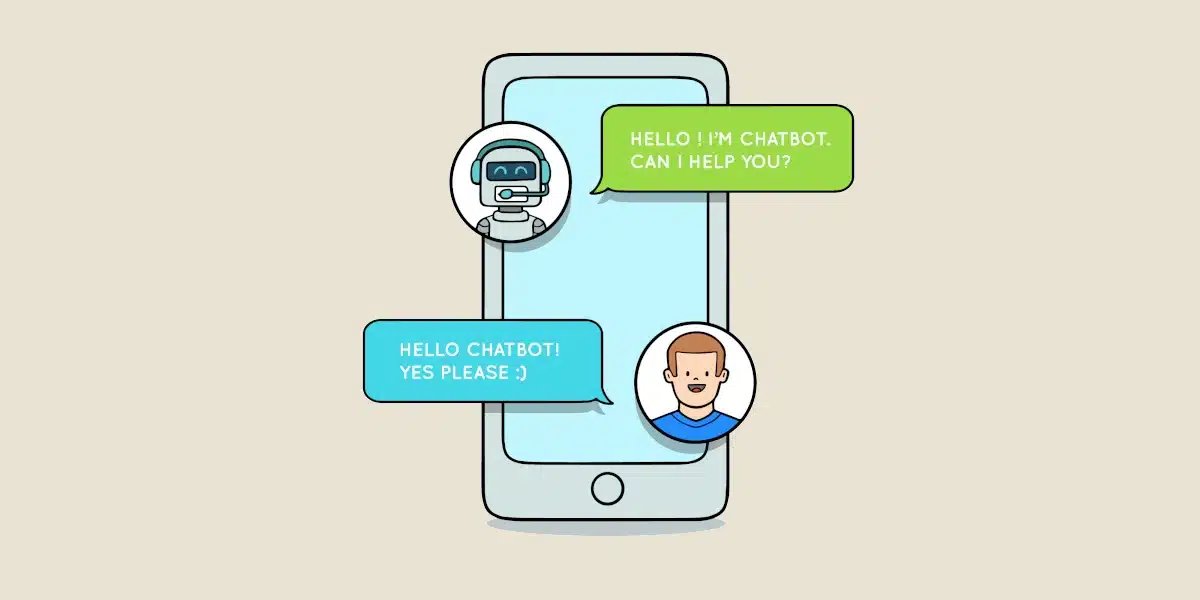 HELLO ! I'M CHATBOT.
CAN I HELP YOU?
HELLO CHATBOT!
YES PLEASE :)